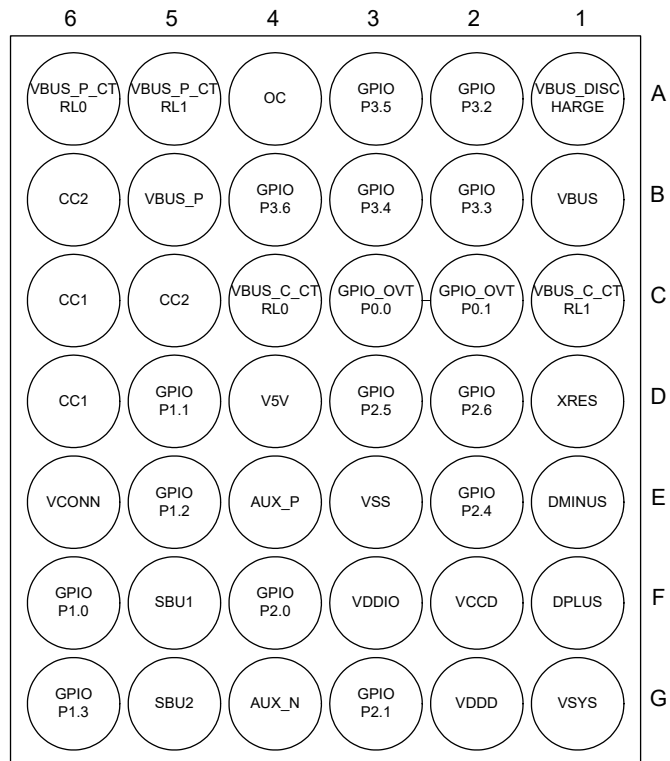 6 5 4 3 2 1
VBUS_P_CT VBUS_P_CT OC GPIO GPIO VBUS_DISC A
RL0 RL1 P3.5 P3.2 HARGE
CC2 VBUS_P GPIO GPIO GPIO VBUS B
P3.6 P3.4 P3.3
CC1 CC2 VBUS_C_CT GPIO_OVT GPIO_OVT VBUS_C_CT C
RL0 P0.0 P0.1 RL1
CC1 GPIO V5V GPIO GPIO XRES D
P1.1 P2.5 P2.6
VCONN GPIO AUX_P VSS GPIO DMINUS E
P1.2 P2.4
GPIO SBU1 GPIO VDDIO VCCD DPLUS F
P1.0 P2.0
GPIO SBU2 AUX_N GPIO VDDD VSYS G
P1.3 P2.1